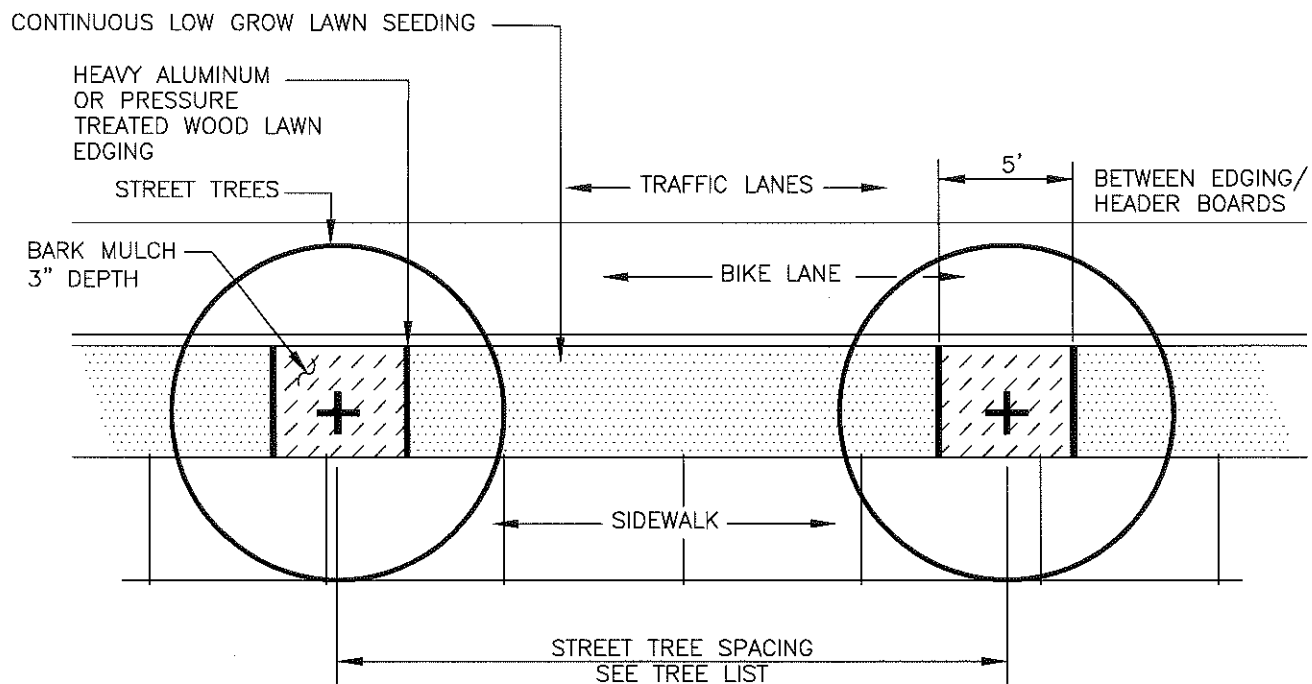 CONTINUOUS LOW GROW LAWN SEEDING
HEAVY ALUMINUM
OR PRESSURE
TREATED WOOD LAWN
EDGING
STREET TREES
BARK MULCH
3" DEPTH
TRAFFIC LANES
5'
BETWEEN EDGING/
HEADER BOARDS
BIKE LANE
SIDEWALK
STREET TREE SPACING
SEE TREE LIST